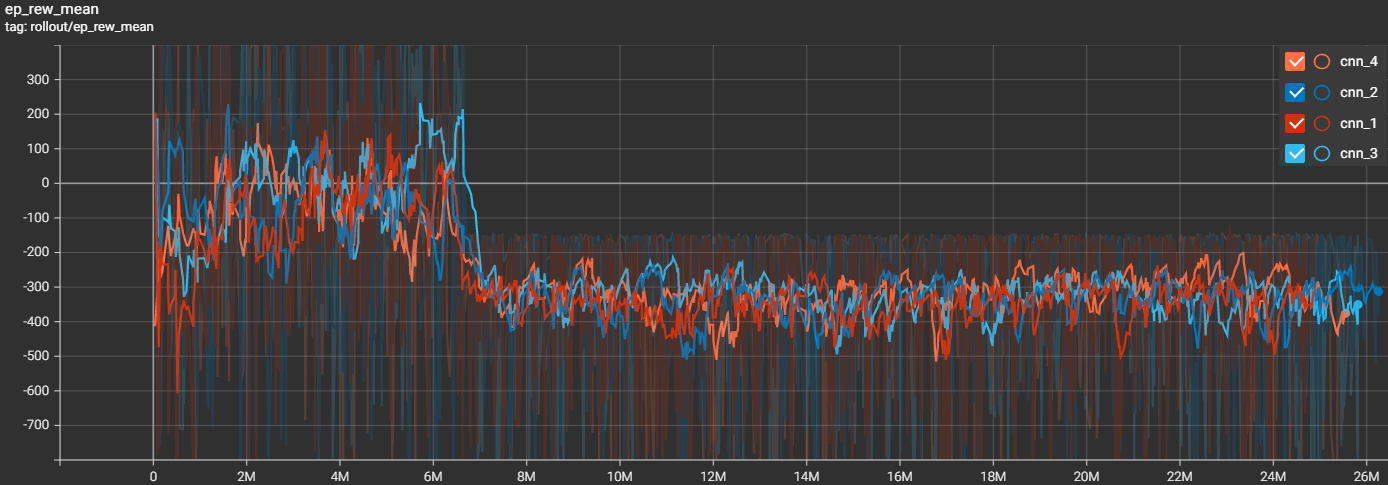 ep_rew_mean
tag: rollout/ep_rew_mean
300
200
100
0
-100
-200
-300
-400
-500
-600
-700
0 2M 4M 6M 8M 10M 12M 14M 16M 18M 20M 22M 24M 26M
cnn_4
cnn_2
cnn_1
cnn_3